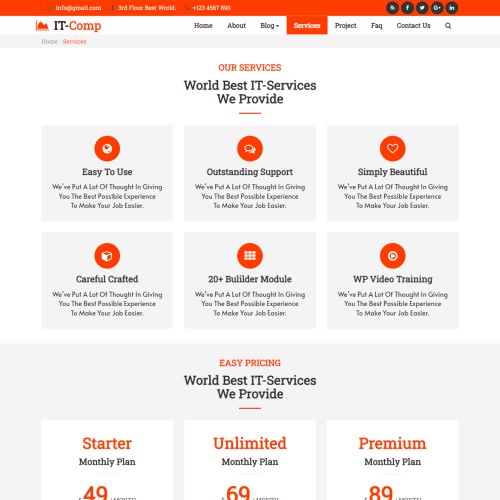 info@gmail.com 3rd Floor Best World. +123 4567 890
IT-Comp Home About Blog Services Project Faq Contact Us
Home / Services
OUR SERVICES
World Best IT-Services
We Provide
Easy To Use
We've Put A Lot Of Thought In Giving
You The Best Possible Experience
To Make Your Job Easier.
Outstanding Support
We've Put A Lot Of Thought In Giving
You The Best Possible Experience
To Make Your Job Easier.
Simply Beautiful
We've Put A Lot Of Thought In Giving
You The Best Possible Experience
To Make Your Job Easier.
Careful Crafted
We've Put A Lot Of Thought In Giving
You The Best Possible Experience
To Make Your Job Easier.
20+ Bulilder Module
We've Put A Lot Of Thought In Giving
You The Best Possible Experience
To Make Your Job Easier.
WP Video Training
We've Put A Lot Of Thought In Giving
You The Best Possible Experience
To Make Your Job Easier.
EASY PRICING
World Best IT-Services
We Provide
Starter
Monthly Plan
$ 49 / MONTH
Unlimited
Monthly Plan
$ 69 / MONTH
Premium
Monthly Plan
$ 89 / MONTH